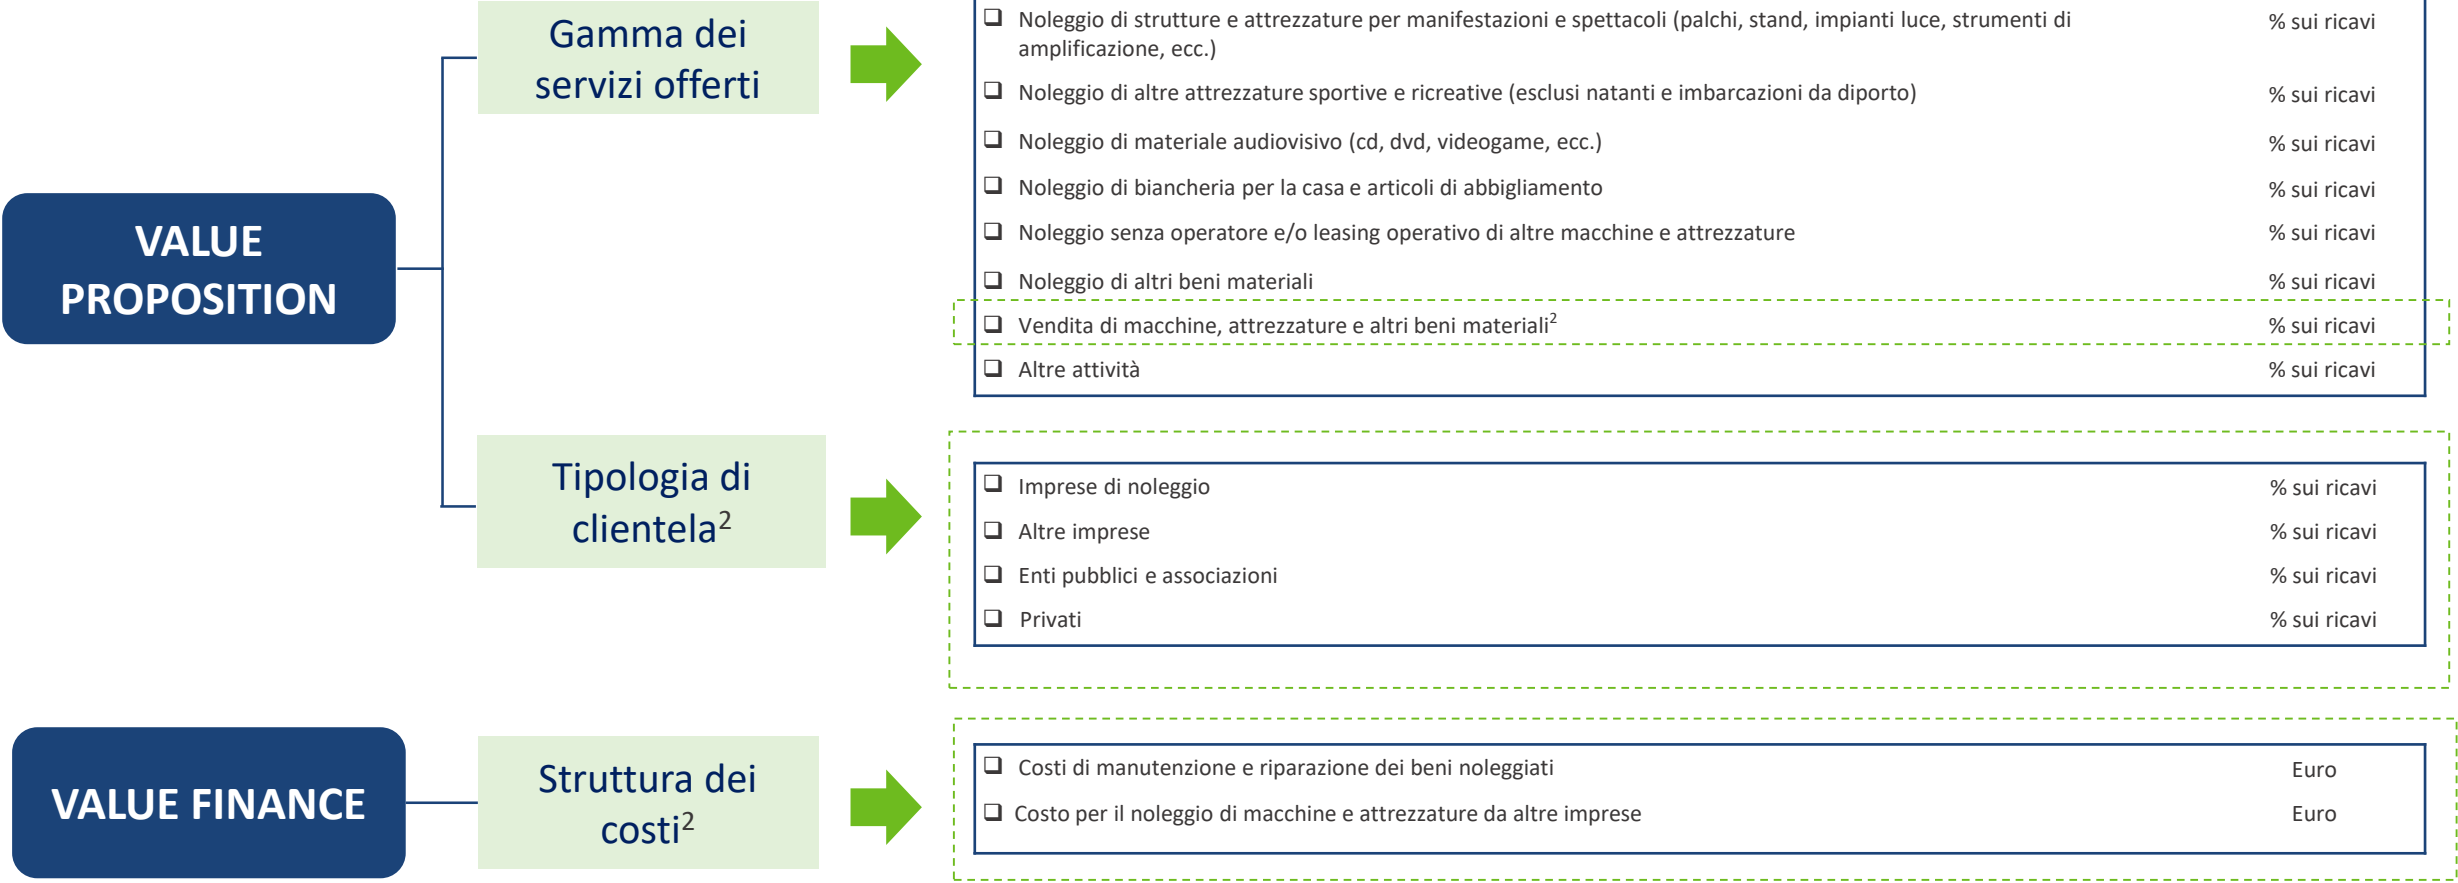 Gamma dei
servizi offerti
❑ Noleggio di strutture e attrezzature per manifestazioni e spettacoli (palchi, stand, impianti luce, strumenti di
amplificazione, ecc.)
% sui ricavi
❑ Noleggio di altre attrezzature sportive e ricreative (esclusi natanti e imbarcazioni da diporto) % sui ricavi
❑ Noleggio di materiale audiovisivo (cd, dvd, videogame, ecc.) % sui ricavi
❑ Noleggio di biancheria per la casa e articoli di abbigliamento % sui ricavi
❑ Noleggio senza operatore e/o leasing operativo di altre macchine e attrezzature % sui ricavi
❑ Noleggio di altri beni materiali % sui ricavi
❑ Vendita di macchine, attrezzature e altri beni materiali² % sui ricavi
❑ Altre attività % sui ricavi
VALUE
PROPOSITION
Tipologia di
clientela²
❑ Imprese di noleggio % sui ricavi
❑ Altre imprese % sui ricavi
❑ Enti pubblici e associazioni % sui ricavi
❑ Privati % sui ricavi
VALUE FINANCE
Struttura dei
costi²
❑ Costi di manutenzione e riparazione dei beni noleggiati Euro
❑ Costo per il noleggio di macchine e attrezzature da altre imprese Euro